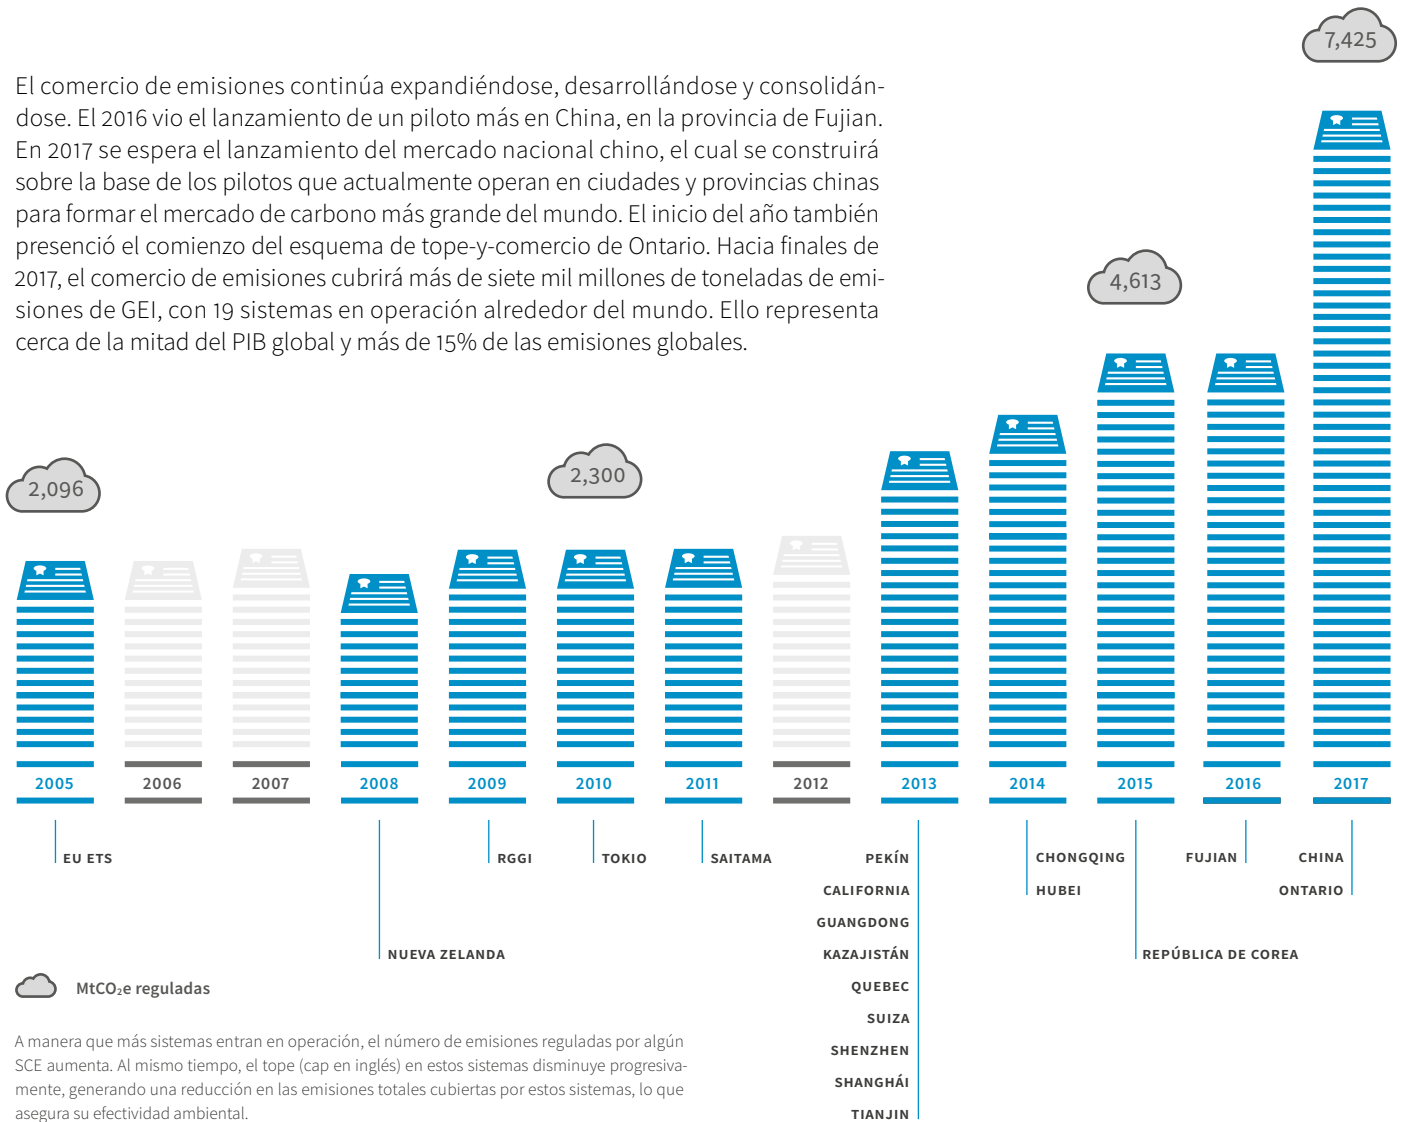 7,425
El comercio de emisiones continúa expandiéndose, desarrollándose y consolidán-
dose. El 2016 vio el lanzamiento de un piloto más en China, en la provincia de Fujian.
En 2017 se espera el lanzamiento del mercado nacional chino, el cual se construirá
sobre la base de los pilotos que actualmente operan en ciudades y provincias chinas
para formar el mercado de carbono más grande del mundo. El inicio del año también
presenció el comienzo del esquema de tope-y-comercio de Ontario. Hacia finales de
2017, el comercio de emisiones cubrirá más de siete mil millones de toneladas de emi-
siones de GEI, con 19 sistemas en operación alrededor del mundo. Ello representa
cerca de la mitad del PIB global y más de 15% de las emisiones globales.
4,613
2,096
2,300
2005 2006 2007 2008 2009 2010 2011 2012 2013 2014 2015 2016 2017
EU ETS
NUEVA ZELANDA
RGGI
TOKIO
SAITAMA
PEKÍN
CALIFORNIA
GUANGDONG
KAZAJISTÁN
QUEBEC
SUIZA
SHENZHEN
SHANGHÁI
TIANJIN
CHONGQING
HUBEI
REPÚBLICA DE COREA
FUJIAN
CHINA
ONTARIO
MtCO₂e reguladas
A manera que más sistemas entran en operación, el número de emisiones reguladas por algún
SCE aumenta. Al mismo tiempo, el tope (cap en inglés) en estos sistemas disminuye progresiva-
mente, generando una reducción en las emisiones totales cubiertas por estos sistemas, lo que
asegura su efectividad ambiental.